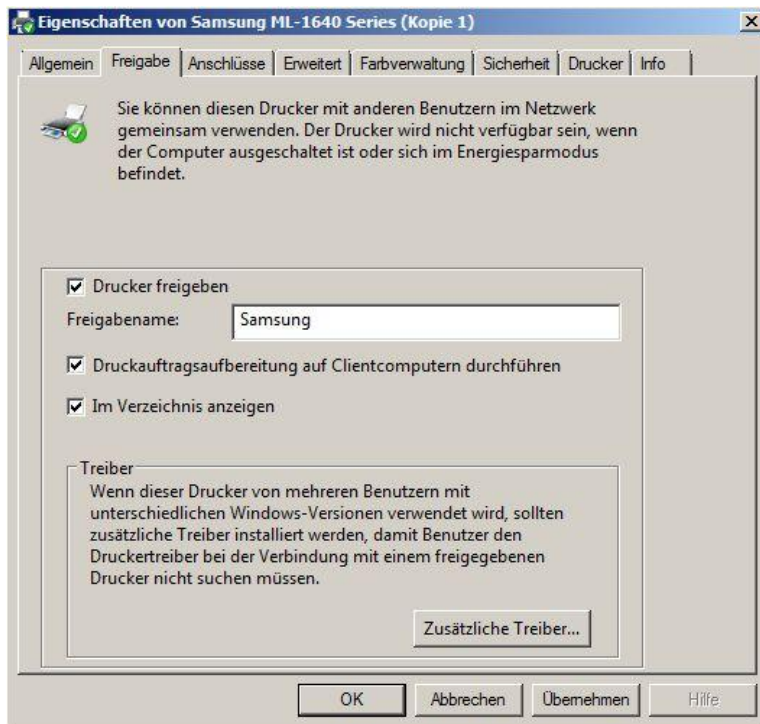 Eigenschaften von Samsung ML-1640 Series (Kopie 1)
Allgemein Freigabe Anschlüsse Erweitert Farbverwaltung Sicherheit Drucker Info
Sie können diesen Drucker mit anderen Benutzern im Netzwerk
gemeinsam verwenden. Der Drucker wird nicht verfügbar sein, wenn
der Computer ausgeschaltet ist oder sich im Energiesparmodus
befindet.
Drucker freigeben
Freigabename: Samsung
Druckauftragsaufbereitung auf Clientcomputern durchführen
Im Verzeichnis anzeigen
Treiber
Wenn dieser Drucker von mehreren Benutzern mit
unterschiedlichen Windows-Versionen verwendet wird, sollten
zusätzliche Treiber installiert werden, damit Benutzer den
Druckertreiber bei der Verbindung mit einem freigegebenen
Drucker nicht suchen müssen.
Zusätzliche Treiber...
OK Abbrechen Übernehmen Hilfe